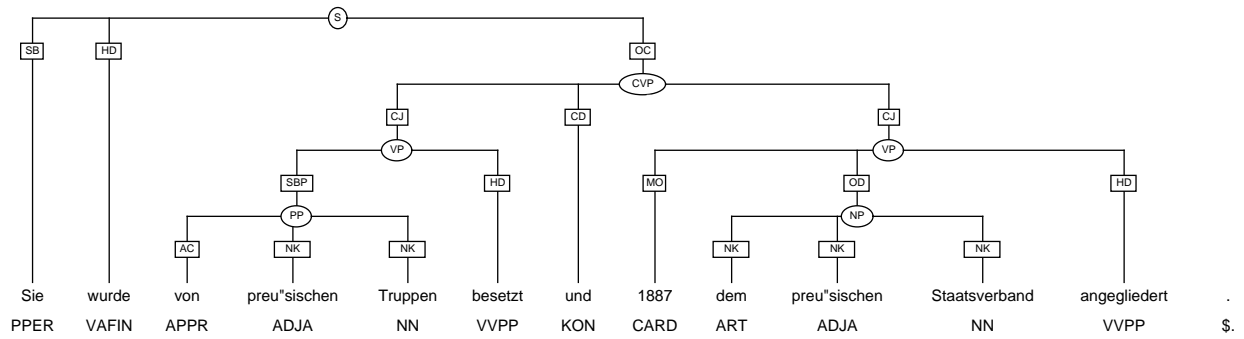 S
SB HD OC
CVP
CJ CD CJ
VP VP
SBP HD MO OD HD
PP NP
AC NK NK NK NK NK
Sie wurde von preu"sischen Truppen besetzt und 1887 dem preu"sischen Staatsverband angegliedert .
PPER VAFIN APPR ADJA NN VVPP KON CARD ART ADJA NN VVPP $.